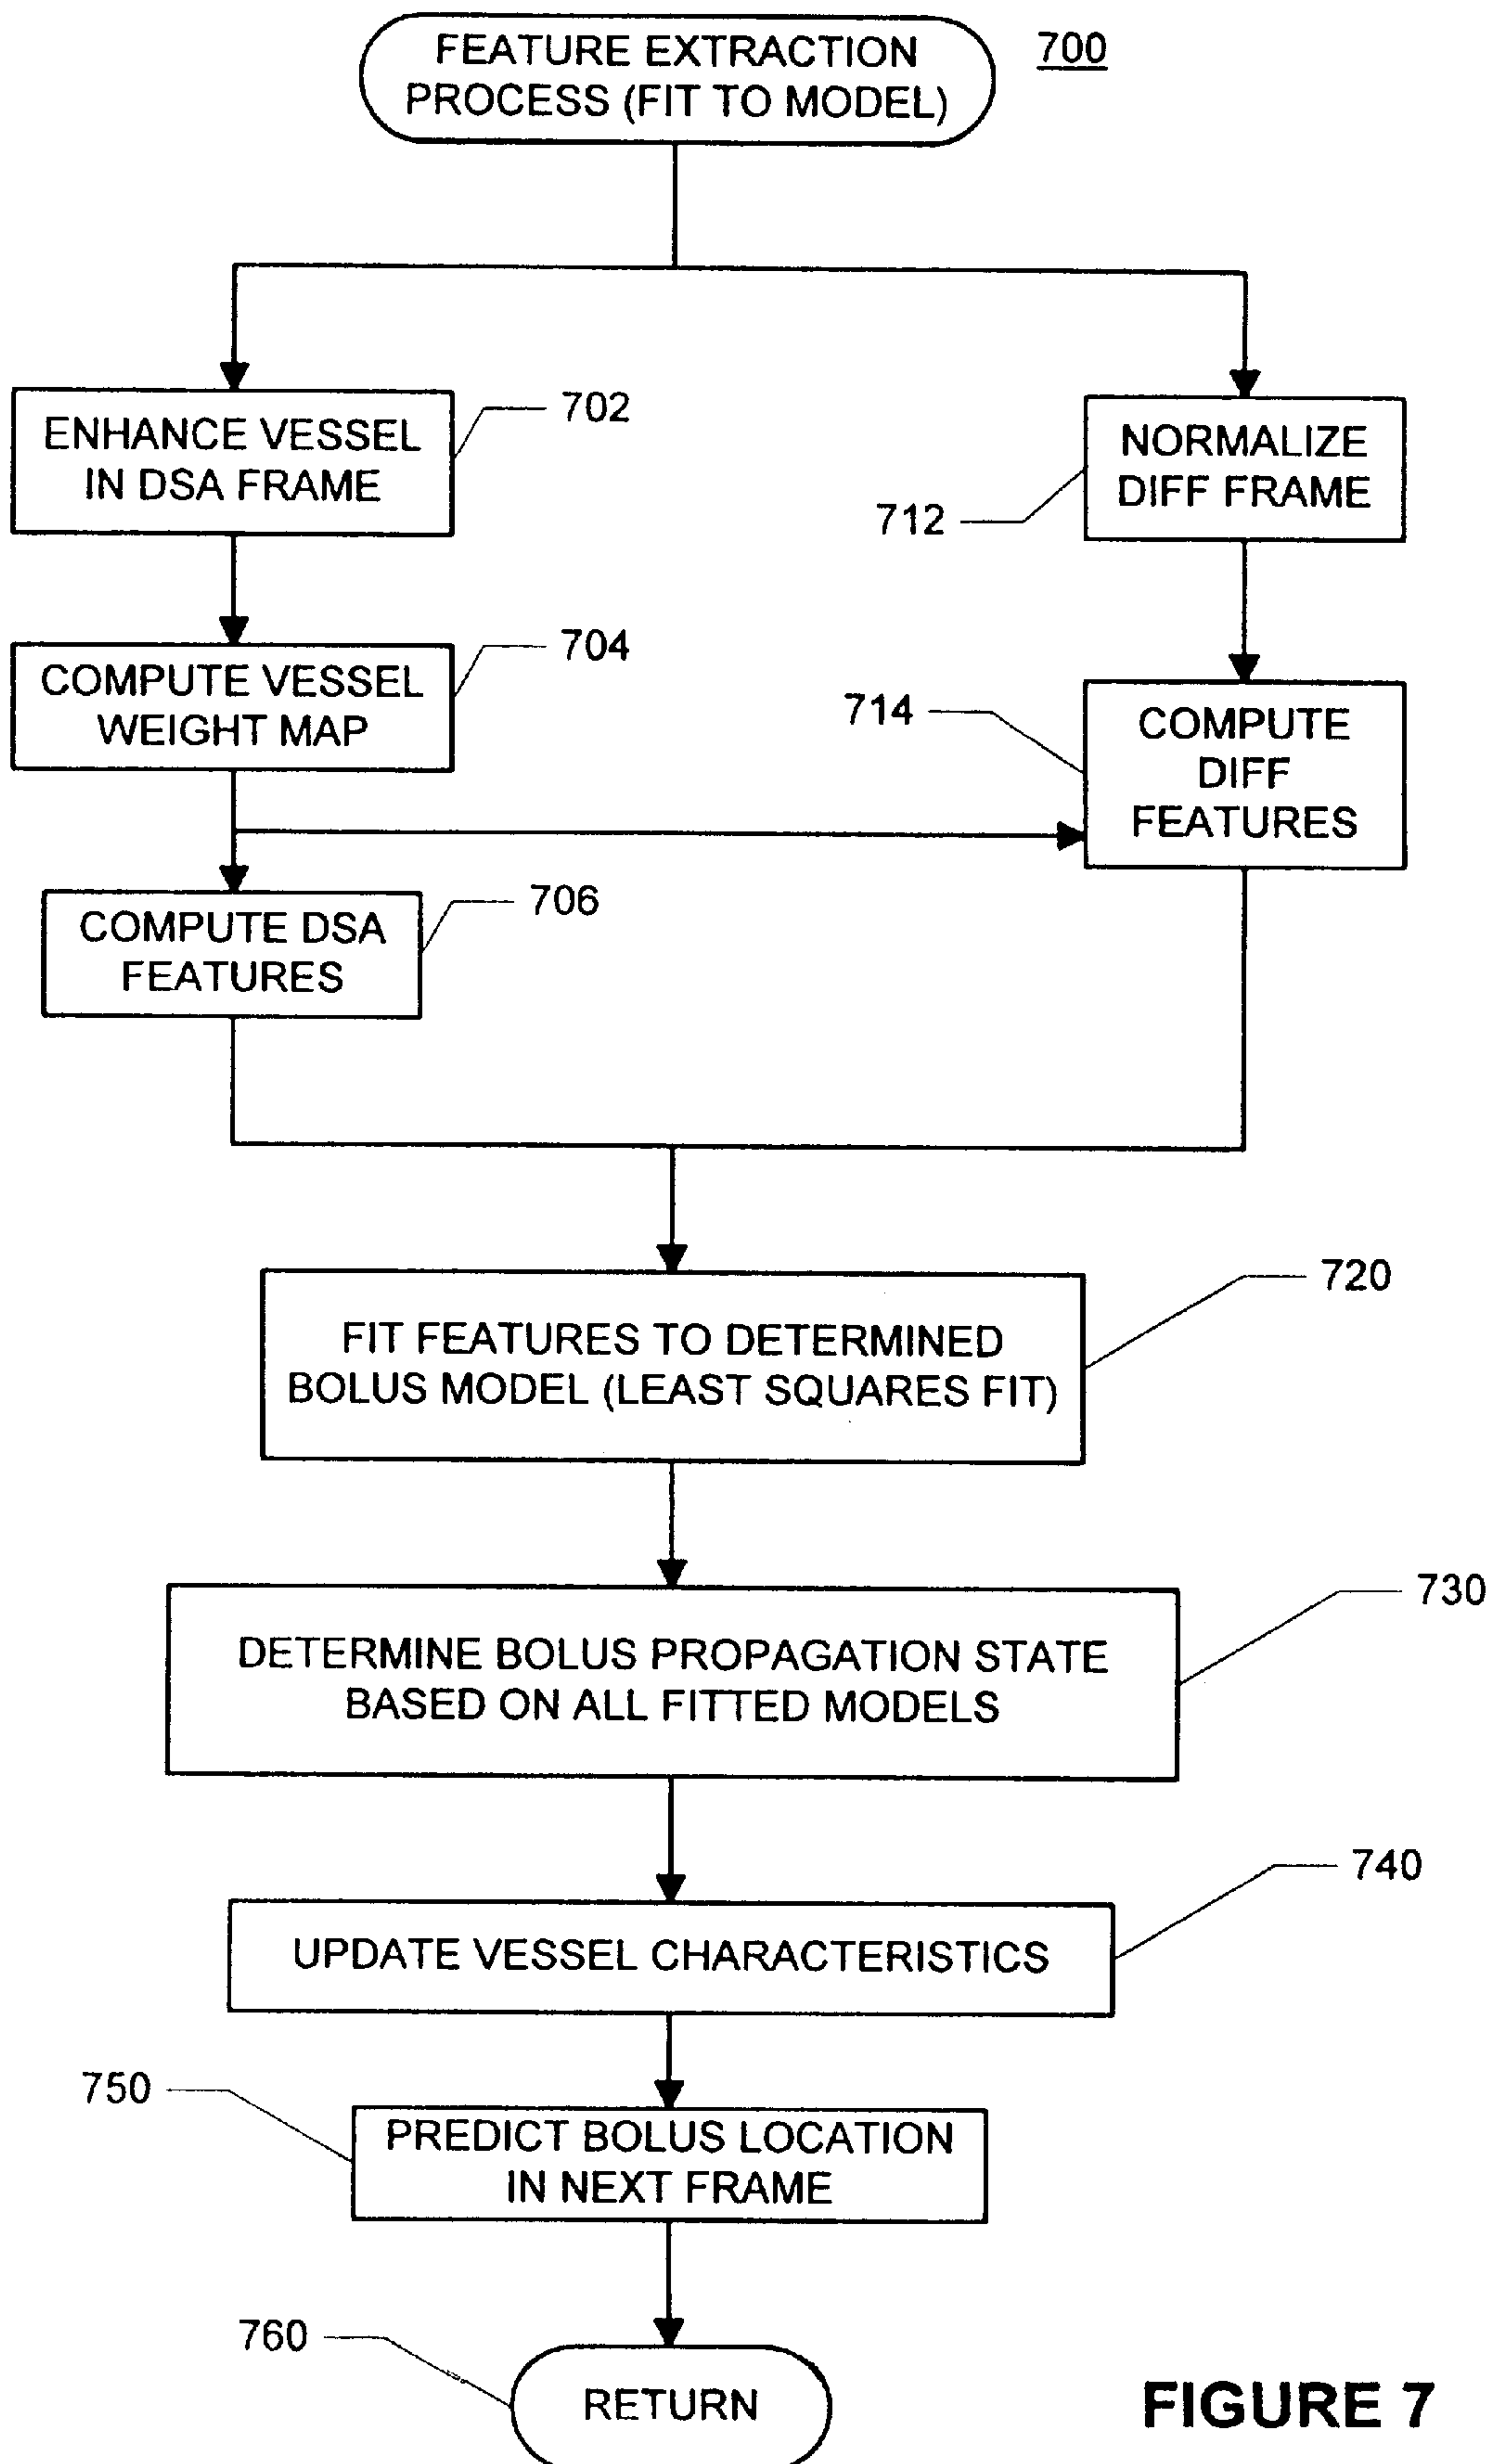 FEATURE EXTRACTION
PROCESS (FIT TO MODEL)
700
ENHANCE VESSEL
IN DSA FRAME
702
NORMALIZE
DIFF FRAME
712
COMPUTE VESSEL
WEIGHT MAP
704
714
COMPUTE
DIFF
FEATURES
COMPUTE DSA
FEATURES
706
FIT FEATURES TO DETERMINED
BOLUS MODEL (LEAST SQUARES FIT)
720
DETERMINE BOLUS PROPAGATION STATE
BASED ON ALL FITTED MODELS
730
UPDATE VESSEL CHARACTERISTICS
740
750
PREDICT BOLUS LOCATION
IN NEXT FRAME
760
RETURN
FIGURE 7